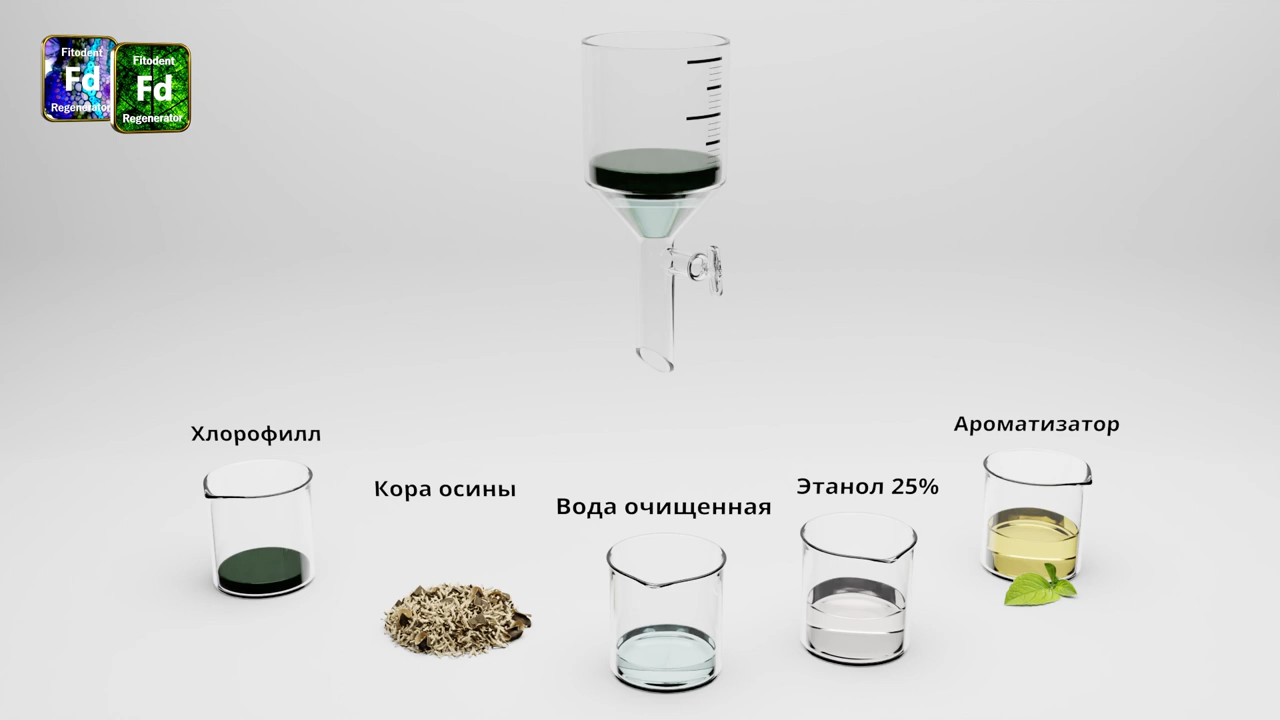 Fitodent
Fd
Regenerator
Fitodent
Fd
Regenerator
Хлорофилл
Кора осины
Вода очищенная
Этанол 25%
Ароматизатор